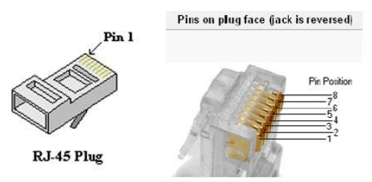 Pin 1
RJ-45 Plug
Pins on plug face (jack is reversed)
Pin Position
8
7
6
5
4
3
2
1